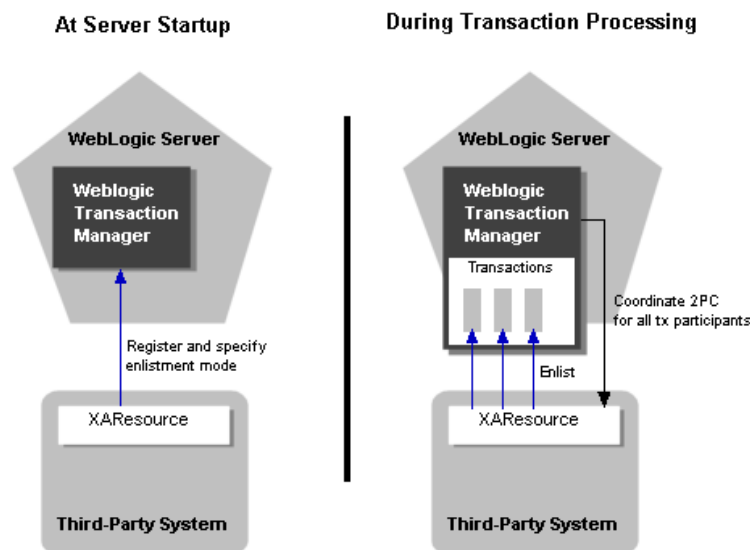 At Server Startup
WebLogic Server
Weblogic
Transaction
Manager
Register and specify
enlistment mode
XAResource
Third-Party System
During Transaction Processing
WebLogic Server
Weblogic
Transaction
Manager
Transactions
Coordinate 2PC
for all tx participants
Enlist
XAResource
Third-Party System